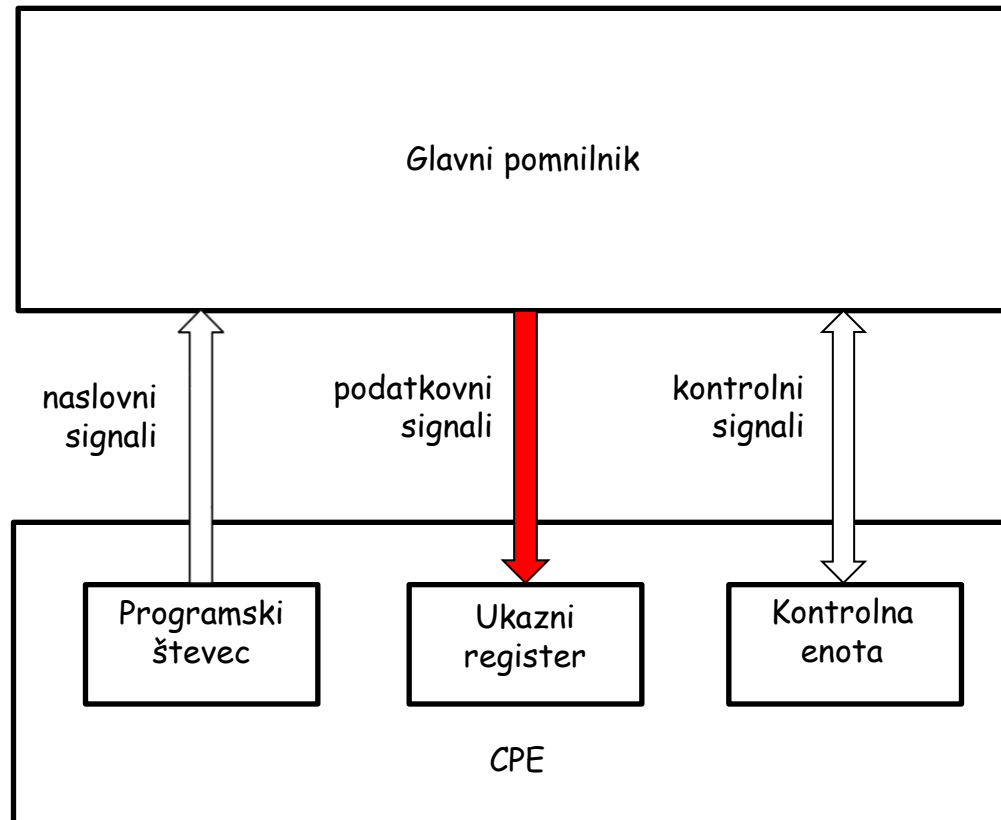 Glavni pomnilnik
naslovni
signali
podatkovni
signali
kontrolni
signali
Programski
števec
Ukazni
register
Kontrolna
enota
CPE